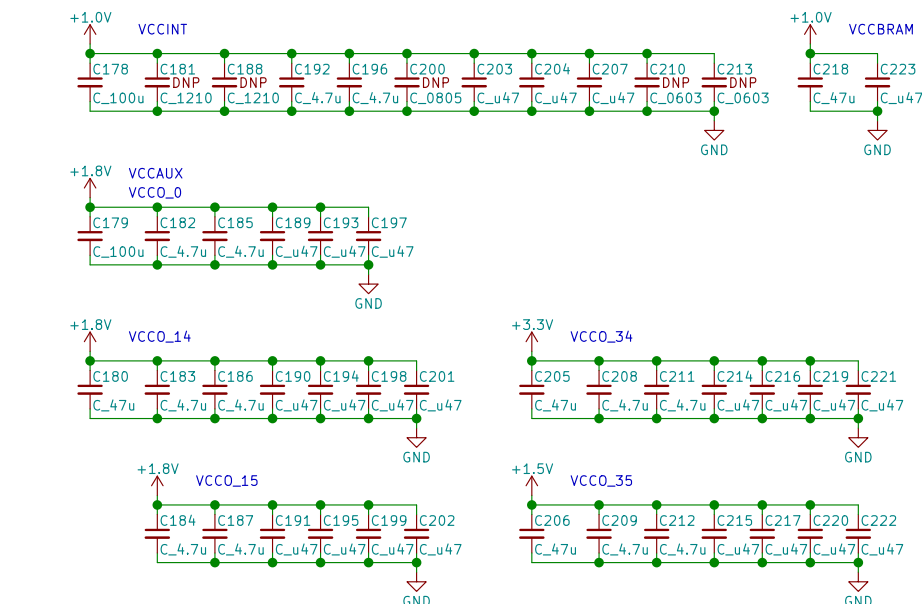 +1.0V VCCINT
C178 C181 C188 C192 C196 C200 C203 C204 C207 C210 C213
DNP DNP DNP DNP DNP
C_100u C_1210 C_1210 C_4.7u C_4.7u C_0805 C_u47 C_u47 C_u47 C_0603 C_0603
GND
+1.0V VCCBRAM
C218 C223
C_47u C_u47
GND
+1.8V VCCAUX
VCCO_0
C179 C182 C185 C189 C193 C197
C_100u C_4.7u C_4.7u C_u47 C_u47 C_u47
GND
+1.8V VCCO_14
C180 C183 C186 C190 C194 C198 C201
C_47u C_4.7u C_4.7u C_u47 C_u47 C_u47 C_u47
GND
+3.3V VCCO_34
C205 C208 C211 C214 C216 C219 C221
C_47u C_4.7u C_4.7u C_u47 C_u47 C_u47 C_u47
GND
+1.8V VCCO_15
C184 C187 C191 C195 C199 C202
C_4.7u C_4.7u C_u47 C_u47 C_u47 C_u47
GND
+1.5V VCCO_35
C206 C209 C212 C215 C217 C220 C222
C_47u C_4.7u C_4.7u C_u47 C_u47 C_u47 C_u47
GND